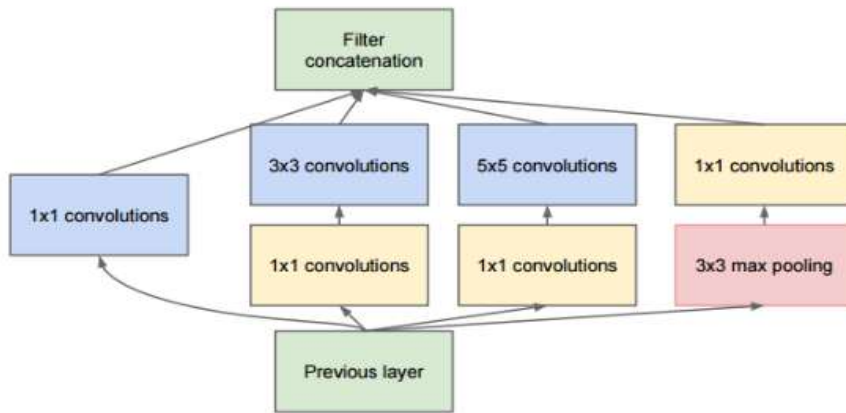 Filter
concatenation
3x3 convolutions
5x5 convolutions
1x1 convolutions
1x1 convolutions
1x1 convolutions
1x1 convolutions
3x3 max pooling
Previous layer